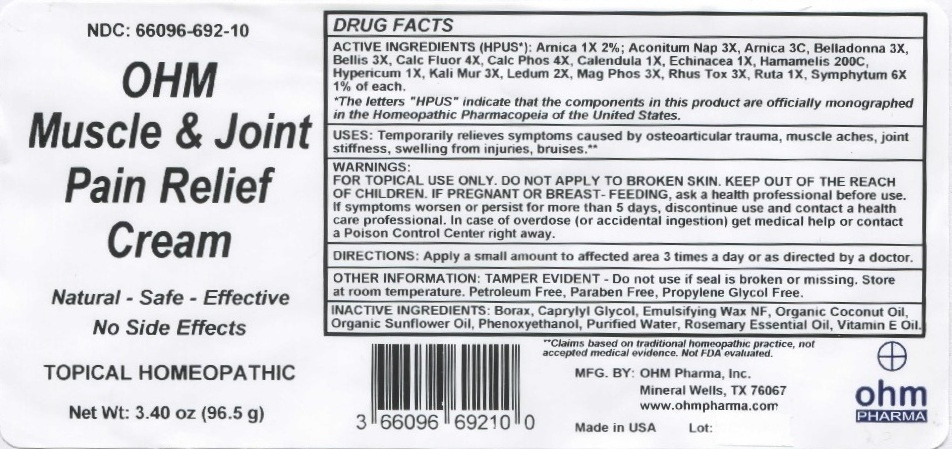 NDC: 66096-692-10
OHM
Muscle & Joint
Pain Relief
Cream
Natural - Safe - Effective
No Side Effects
TOPICAL HOMEOPATHIC
Net Wt: 3.40 oz (96.5 g)
DRUG FACTS
ACTIVE INGREDIENTS (HPUS*): Arnica 1X 2%; Aconitum Nap 3X, Arnica 3C, Belladonna 3X,
Bellis 3X, Calc Fluor 4X, Calc Phos 4X, Calendula 1X, Echinacea 1X, Hamamelis 200C,
Hypericum 1X, Kali Mur 3X, Ledum 2X, Mag Phos 3X, Rhus Tox 3X, Ruta 1X, Symphytum 6X
1% of each.
*The letters "HPUS" indicate that the components in this product are officially monographed
in the Homeopathic Pharmacopeia of the United States.
USES: Temporarily relieves symptoms caused by osteoarticular trauma, muscle aches, joint
stiffness, swelling from injuries, bruises.**
WARNINGS:
FOR TOPICAL USE ONLY. DO NOT APPLY TO BROKEN SKIN. KEEP OUT OF THE REACH
OF CHILDREN. IF PREGNANT OR BREAST- FEEDING, ask a health professional before use.
If symptoms worsen or persist for more than 5 days, discontinue use and contact a health
care professional. In case of overdose (or accidental ingestion) get medical help or contact
a Poison Control Center right away.
DIRECTIONS: Apply a small amount to affected area 3 times a day or as directed by a doctor.
OTHER INFORMATION: TAMPER EVIDENT - Do not use if seal is broken or missing. Store
at room temperature. Petroleum Free, Paraben Free, Propylene Glycol Free.
INACTIVE INGREDIENTS: Borax, Caprylyl Glycol, Emulsifying Wax NF, Organic Coconut Oil,
Organic Sunflower Oil, Phenoxyethanol, Purified Water, Rosemary Essential Oil, Vitamin E Oil.
**Claims based on traditional homeopathic practice, not
accepted medical evidence. Not FDA evaluated.
MFG. BY: OHM Pharma, Inc.
Mineral Wells, TX 76067
www.ohmpharma.com
Made in USA Lot:
3 66096 69210 0
ohm
PHARMA